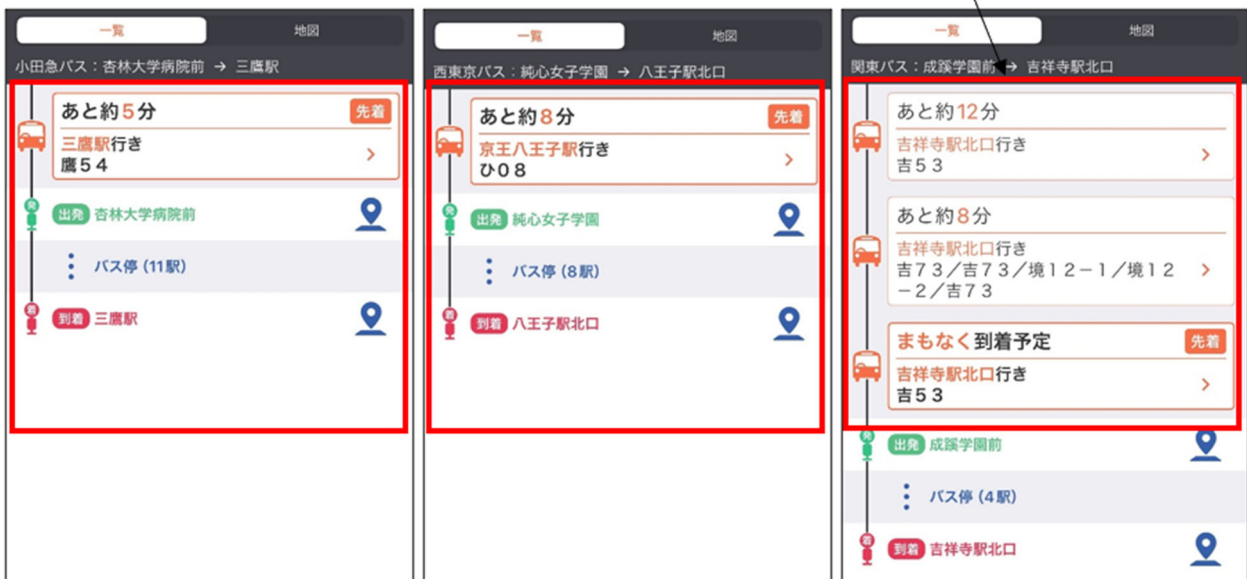 一覧
地図
小田急バス：杏林大学病院前 → 三鷹駅
あと約5分
先着
三鷹駅行き
鷹５４
発
出発 杏林大学病院前
バス停 (11駅)
着
到着 三鷹駅
一覧
地図
西東京バス：純心女子学園 → 八王子駅北口
あと約8分
先着
京王八王子駅行き
ひ０８
発
出発 純心女子学園
バス停 (8駅)
着
到着 八王子駅北口
一覧
地図
関東バス：成蹊学園前 → 吉祥寺駅北口
あと約12分
吉祥寺駅北口行き
吉５３
あと約8分
吉祥寺駅北口行き
吉７３／吉７３／境１２－１／境１２
－２／吉７３
まもなく到着予定
先着
吉祥寺駅北口行き
吉５３
発
出発 成蹊学園前
バス停 (4駅)
着
到着 吉祥寺駅北口